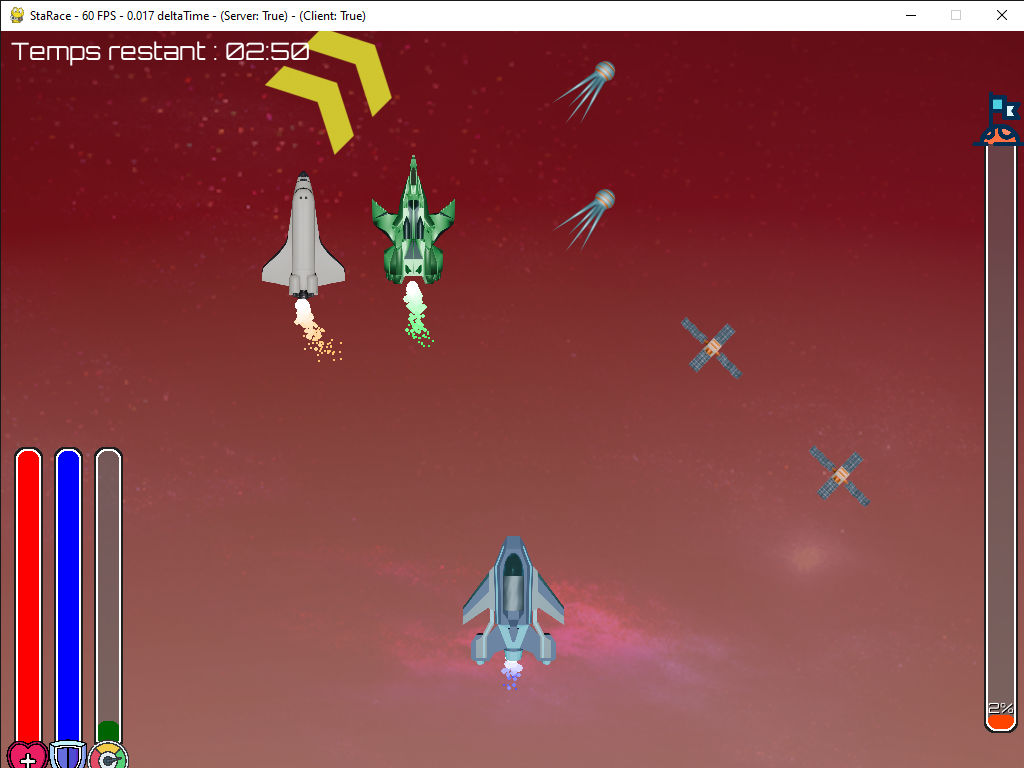 StaRace - 60 FPS - 0.017 deltaTime - (Server: True) - (Client: True)
Temps restant : 02:50
2%